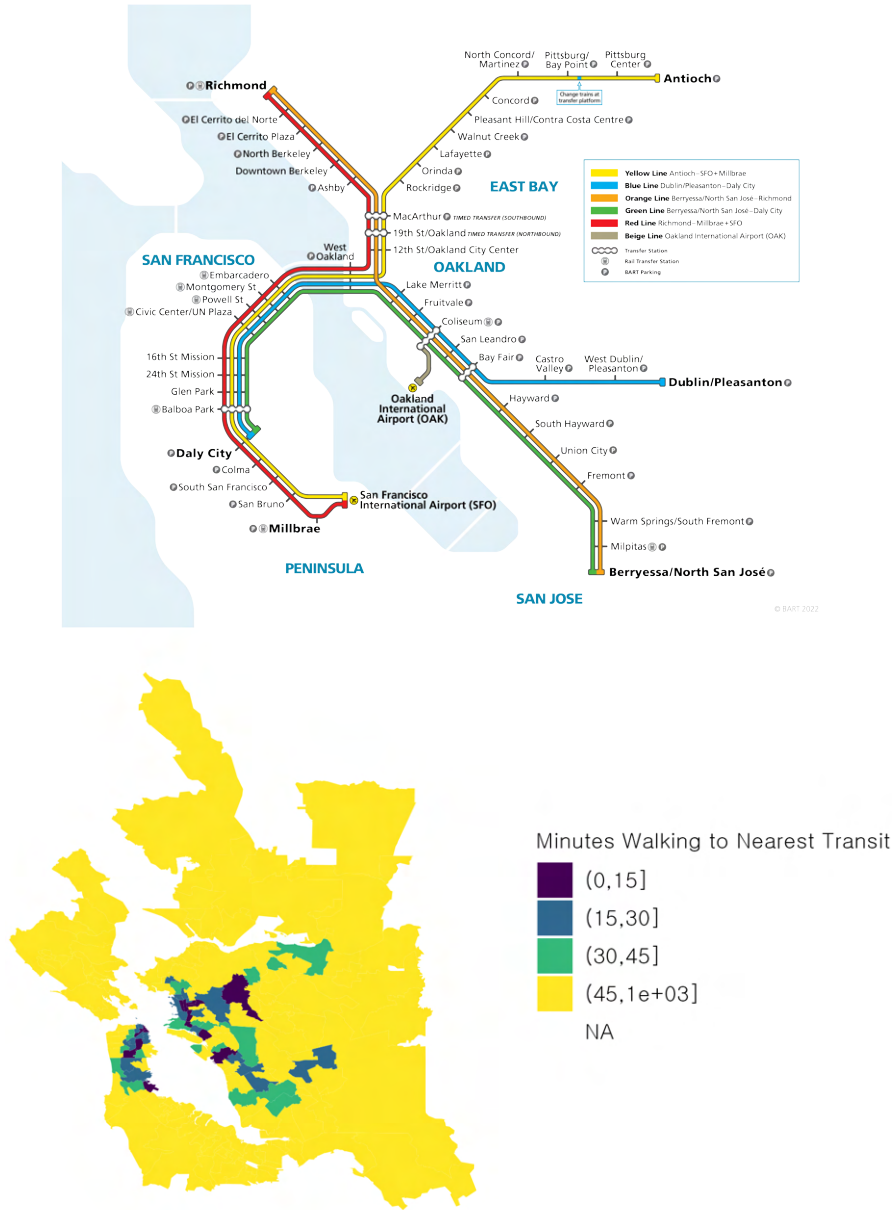 North Concord/
Martinez P
Pittsburg/
Bay Point P
Pittsburg
Center P
Antioch P
Change trains at
transfer platform
P Richmond
P El Cerrito del Norte
P El Cerrito Plaza
P North Berkeley
Downtown Berkeley
P Ashby
Concord P
Pleasant Hill/Contra Costa Centre P
Walnut Creek P
Lafayette P
Orinda P
Rockridge P
EAST BAY
Yellow Line Antioch–SFO+Millbrae
Blue Line Dublin/Pleasanton–Daly City
Orange Line Berryessa/North San José–Richmond
Green Line Berryessa/North San José–Daly City
Red Line Richmond–Millbrae+SFO
Beige Line Oakland International Airport (OAK)
Transfer Station
Rail Transfer Station
P BART Parking
MacArthur P TIMED TRANSFER (SOUTHBOUND)
19th St/Oakland TIMED TRANSFER (NORTHBOUND)
12th St/Oakland City Center
West
P Oakland
SAN FRANCISCO
OAKLAND
Embarcadero
Montgomery St
Powell St
Civic Center/UN Plaza
16th St Mission
24th St Mission
Glen Park
Balboa Park
P Daly City
P Colma
P South San Francisco
P San Bruno
P Millbrae
San Francisco
International Airport (SFO)
Lake Merritt P
Fruitvale P
Coliseum P
San Leandro P
Bay Fair P
Castro
Valley P
West Dublin/
Pleasanton P
Dublin/Pleasanton P
Oakland
International
Airport (OAK)
Hayward P
South Hayward P
Union City P
Fremont P
Warm Springs/South Fremont P
Milpitas P
Berryessa/North San José P
PENINSULA
SAN JOSE
© BART 2022
Minutes Walking to Nearest Transit
(0,15]
(15,30]
(30,45]
(45,1e+03]
NA